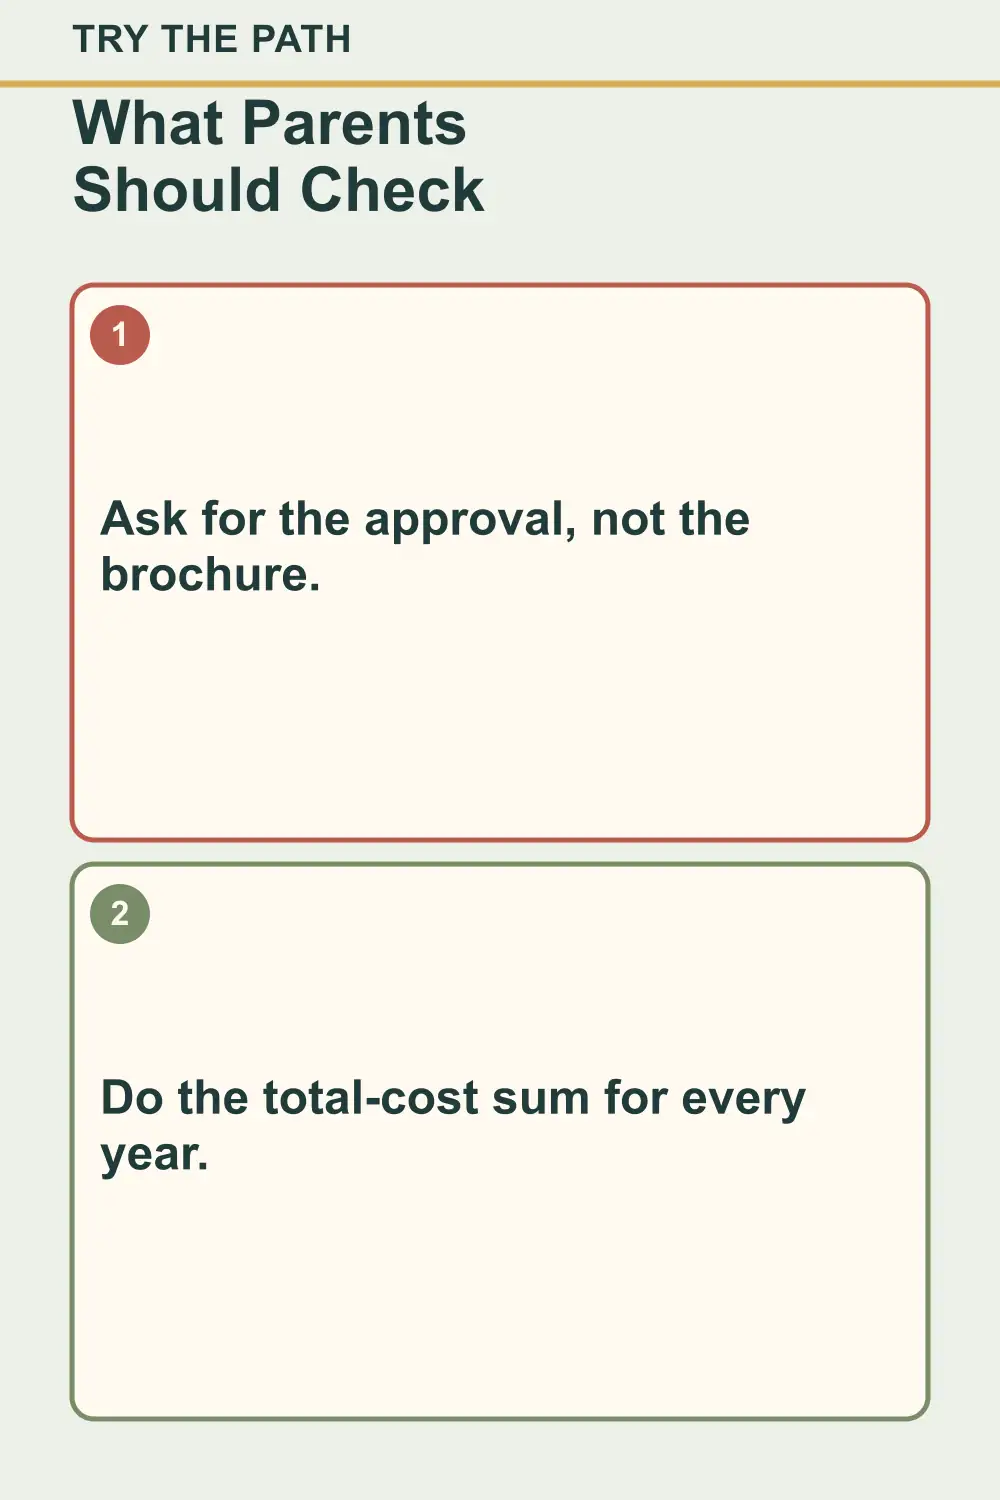 TRY THE PATH
What Parents
Should Check
1
Ask for the approval, not the
brochure.
2
Do the total-cost sum for every
year.